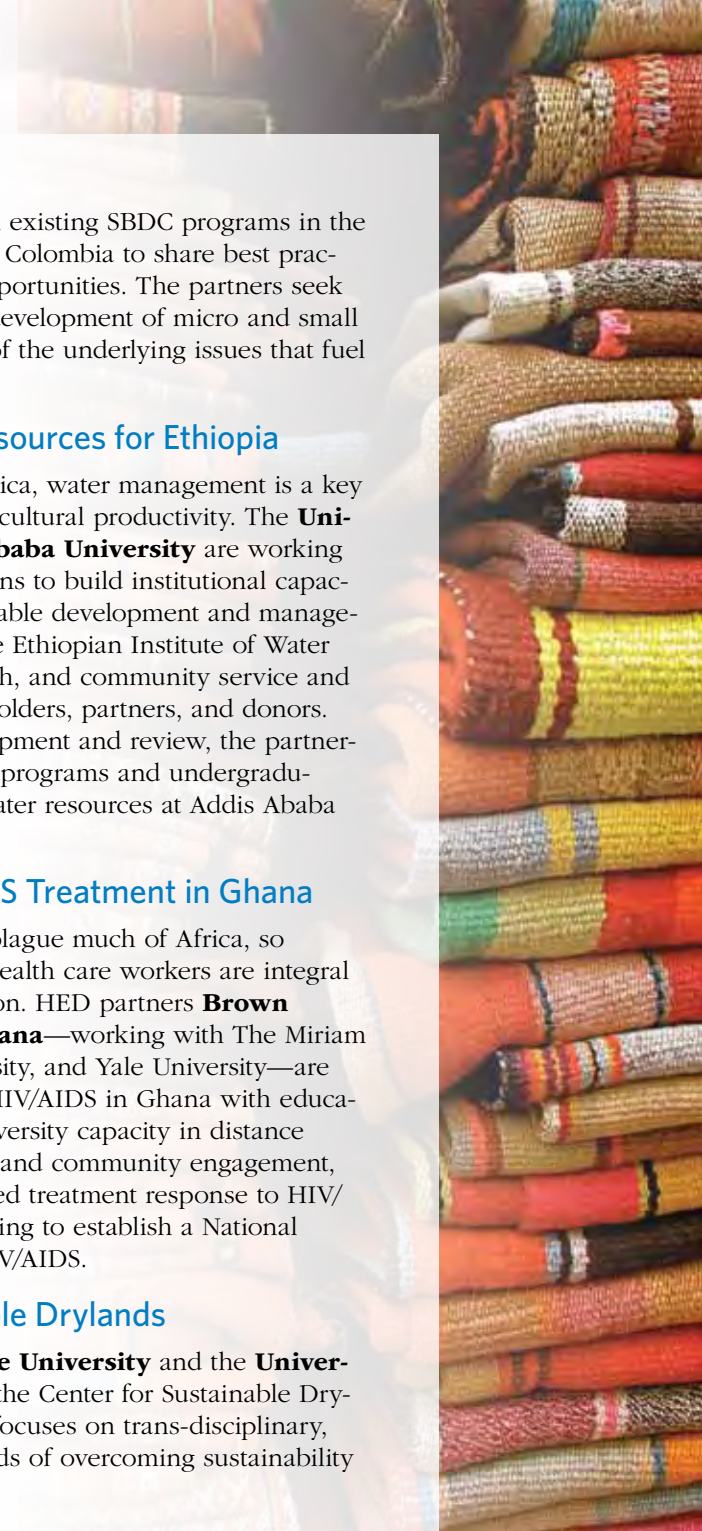 existing SBDC programs in the
Colombia to share best prac-
portunities. The partners seek
evelopment of micro and small
of the underlying issues that fuel
sources for Ethiopia
ica, water management is a key
cultural productivity. The Uni-
baba University are working
ns to build institutional capac-
able development and manage-
e Ethiopian Institute of Water
h, and community service and
olders, partners, and donors.
pment and review, the partner-
programs and undergradu-
ater resources at Addis Ababa
S Treatment in Ghana
plague much of Africa, so
ealth care workers are integral
on. HED partners Brown
ana—working with The Miriam
sity, and Yale University—are
HIV/AIDS in Ghana with educa-
versity capacity in distance
and community engagement,
ed treatment response to HIV/
ing to establish a National
V/AIDS.
le Drylands
e University and the Univer-
the Center for Sustainable Dry-
focuses on trans-disciplinary,
ds of overcoming sustainability